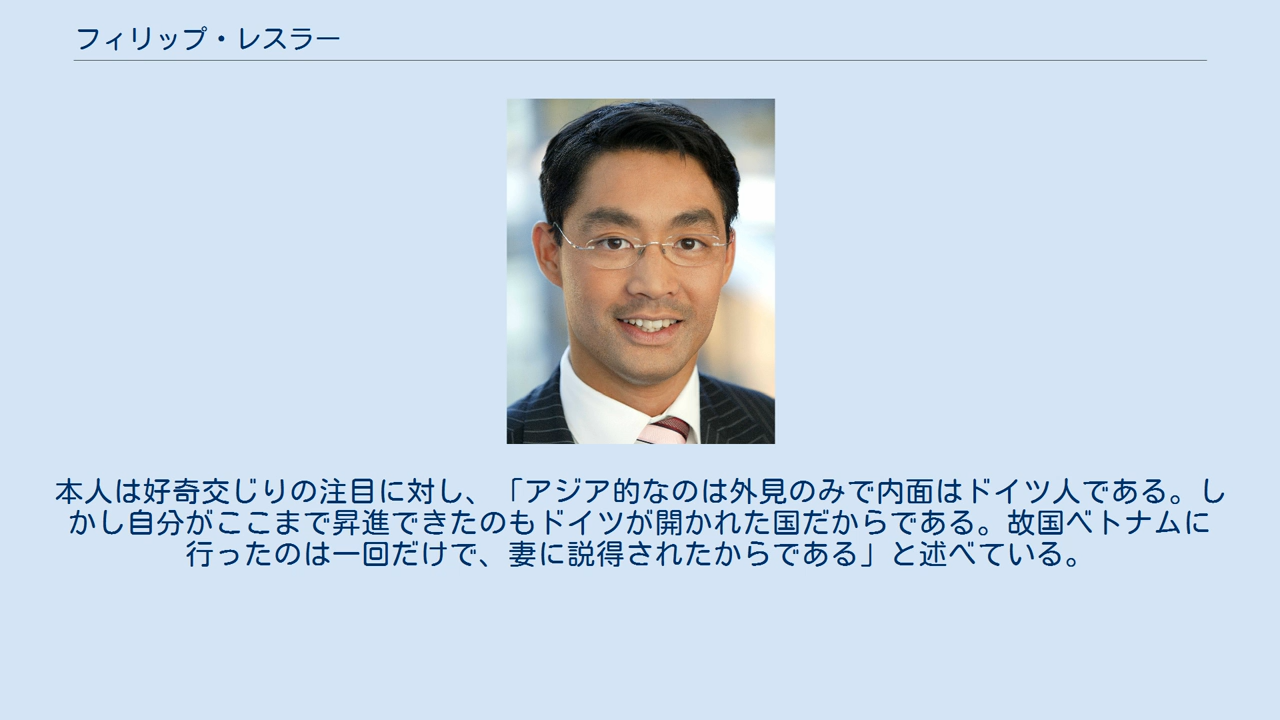 フィリップ・レスラー
本人は好奇交じりの注目に対し、「アジア的なのは外見のみで内面はドイツ人である。し
かし自分がここまで昇進できたのもドイツが開かれた国だからである。故国ベトナムに
行ったのは一回だけで、妻に説得されたからである」と述べている。